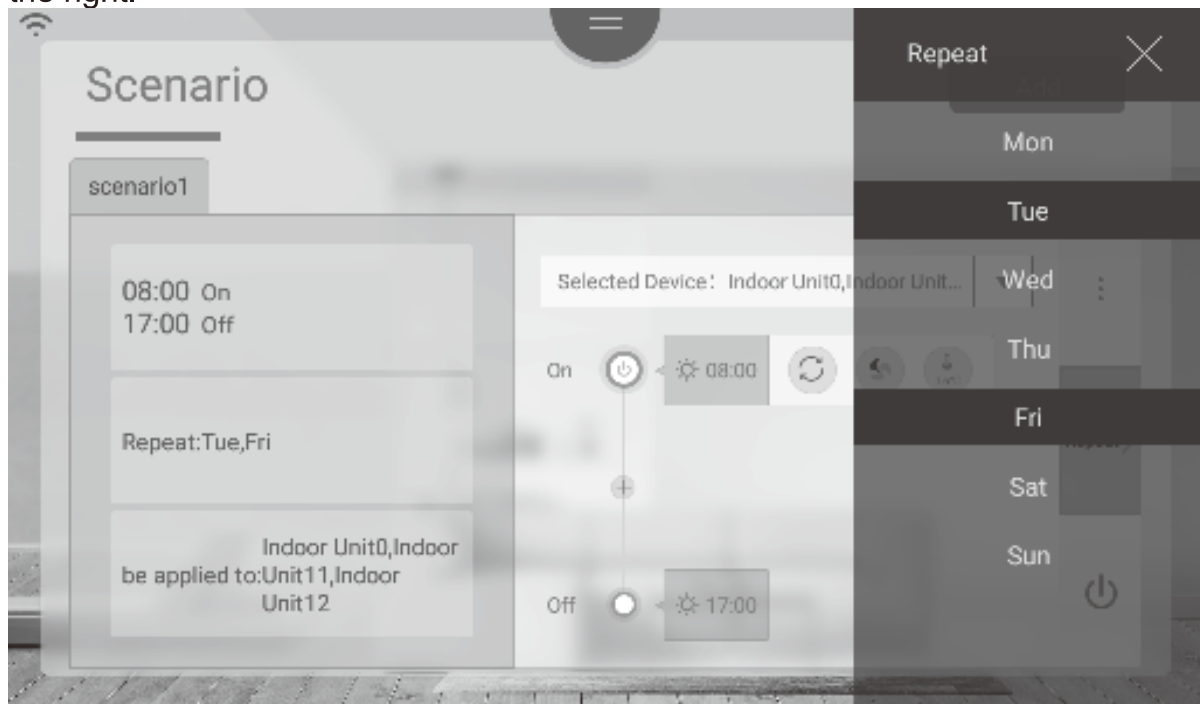 the right.
Repeat
Add
Scenario
Mon
scenario1
Tue
08:00 On
17:00 Off
Selected Device: Indoor Unit0,Indoor Unit...
Wed
On
08:00
Thu
Repeat:Tue,Fri
Fri
Repeat
Sat
Indoor Unit0,Indoor
be applied to:Unit11,Indoor
Unit12
Sun
Off
17:00